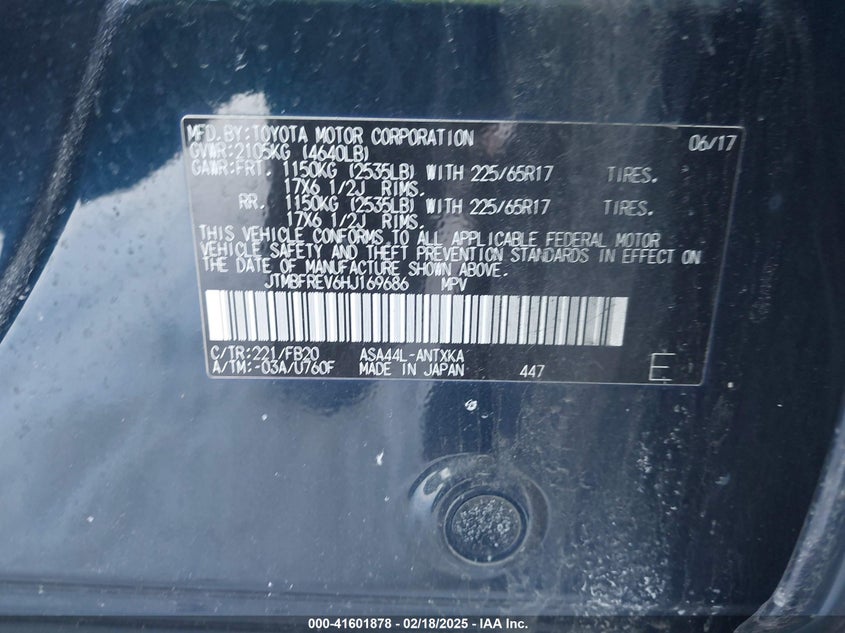 MFD.BY:TOYOTA MOTOR CORPORATION 06/17
GVWR:2105KG (4640LB)
GAWR:FRT. 1150KG (2535LB) WITH 225/65R17 TIRES.
17X6 1/2J RIMS.
RR. 1150KG (2535LB) WITH 225/65R17 TIRES.
17X6 1/2J RIMS.
THIS VEHICLE CONFORMS TO ALL APPLICABLE FEDERAL MOTOR
VEHICLE SAFETY AND THEFT PREVENTION STANDARDS IN EFFECT ON
THE DATE OF MANUFACTURE SHOWN ABOVE.
JTMBFREV6HJ169686 MPV
C/TR:221/FB20 ASA44L-ANTXKA
A/TM:-03A/U760F MADE IN JAPAN 447 E
000-41601878 - 02/18/2025 - IAA Inc.